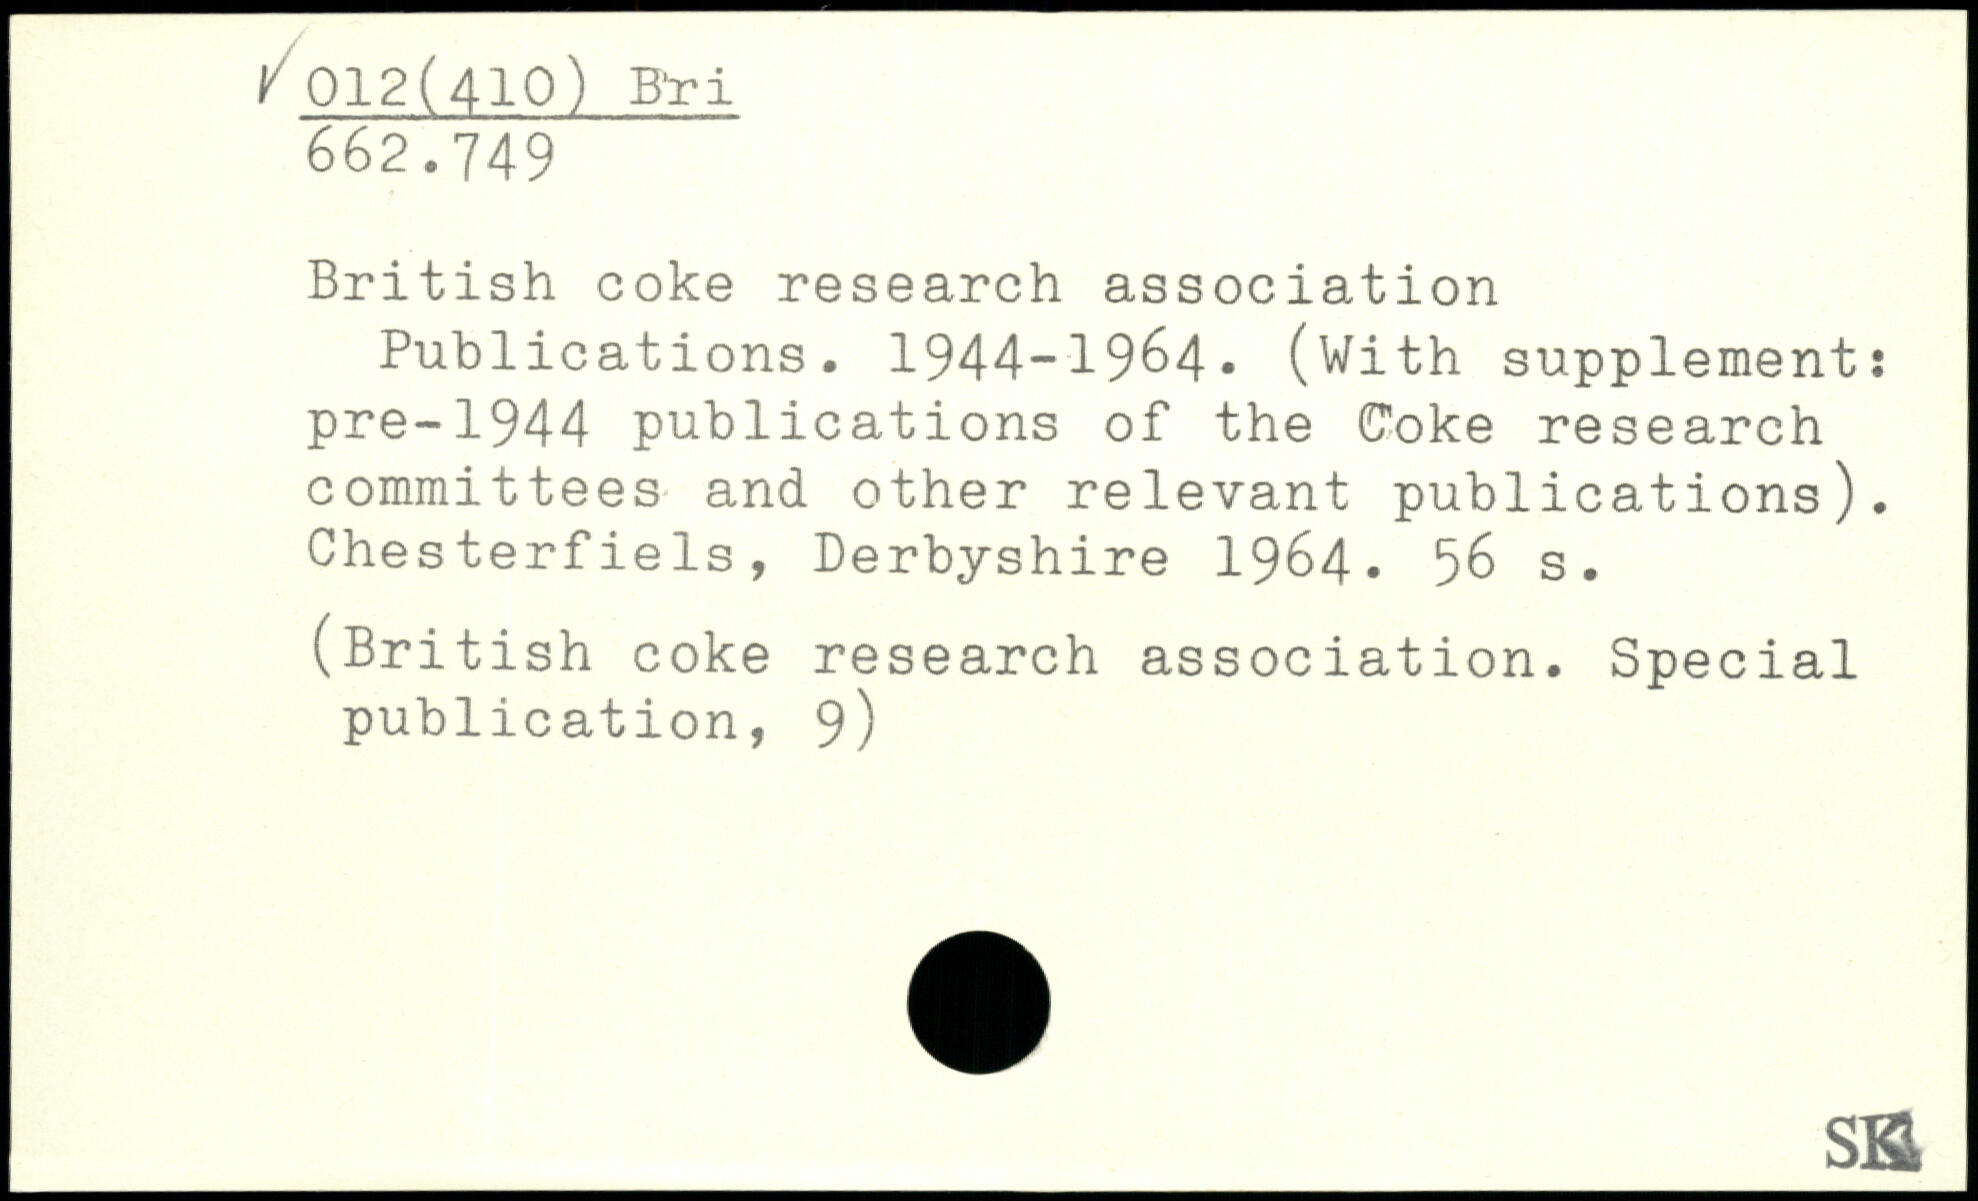 ✓ 012(410) Bri
662.749
British coke research association
Publications. 1944-1964. (With supplement:
pre-1944 publications of the Coke research
committees and other relevant publications).
Chesterfiels, Derbyshire 1964. 56 s.
(British coke research association. Special
publication, 9)
SK